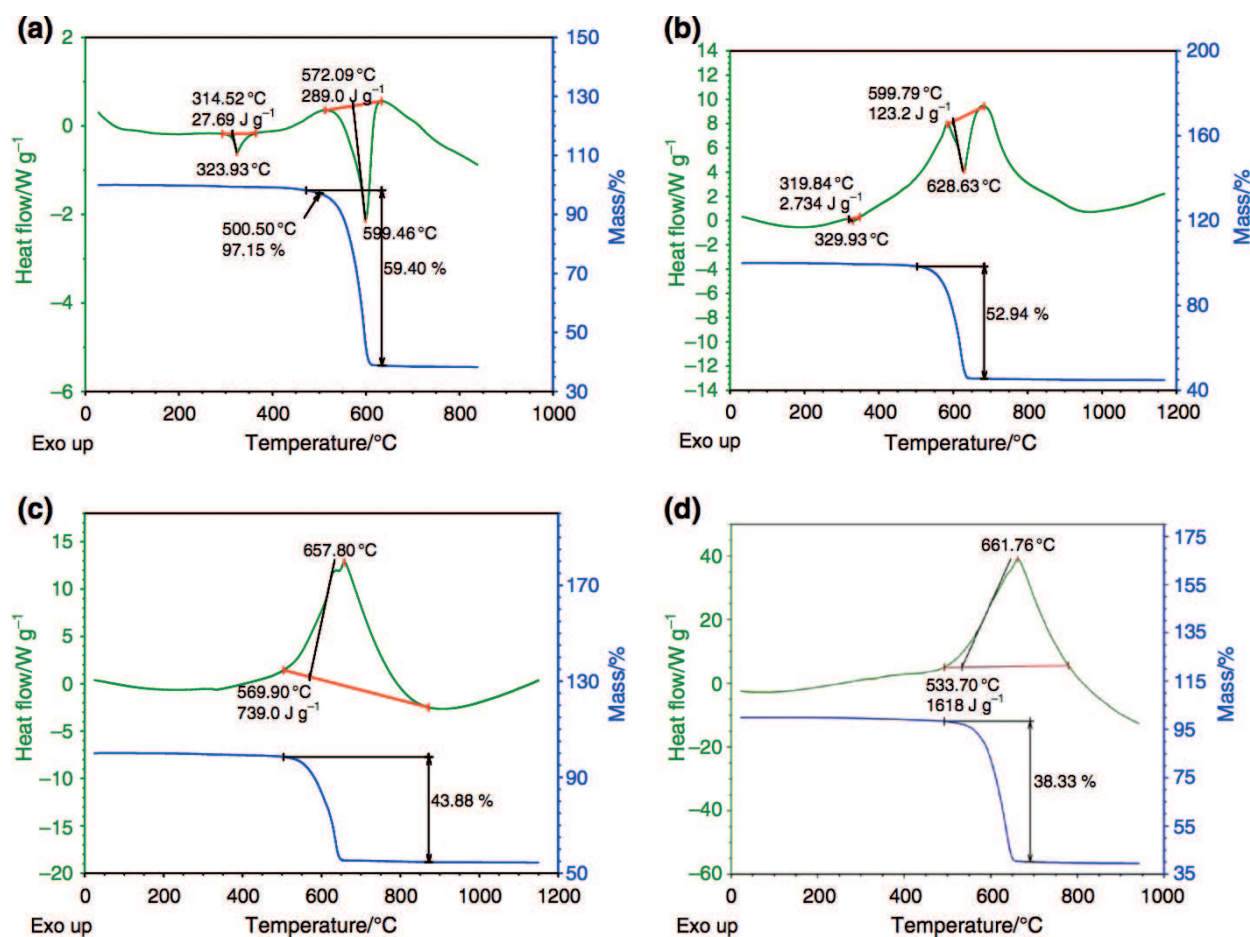 (a)
2
0
−2
−4
−6
Heat flow/W g−1
150
130
110
90
70
50
30
Mass/%
314.52 °C
27.69 J g−1
323.93 °C
572.09 °C
289.0 J g−1
500.50 °C
97.15 %
599.46 °C
59.40 %
0 200 400 600 800 1000
Exo up
Temperature/°C
(b)
14
12
10
8
6
4
2
0
−2
−4
−6
−8
−10
−12
−14
Heat flow/W g−1
200
160
120
80
40
Mass/%
599.79 °C
123.2 J g−1
319.84 °C
2.734 J g−1
628.63 °C
329.93 °C
52.94 %
0 200 400 600 800 1000 1200
Exo up
Temperature/°C
(c)
15
10
5
0
−5
−10
−15
−20
Heat flow/W g−1
170
130
90
50
Mass/%
657.80 °C
569.90 °C
739.0 J g−1
43.88 %
0 200 400 600 800 1000 1200
Exo up
Temperature/°C
(d)
40
20
0
−20
−40
−60
Heat flow/W g−1
175
150
125
100
75
50
25
Mass/%
661.76 °C
533.70 °C
1618 J g−1
38.33 %
0 200 400 600 800 1000
Exo up
Temperature/°C